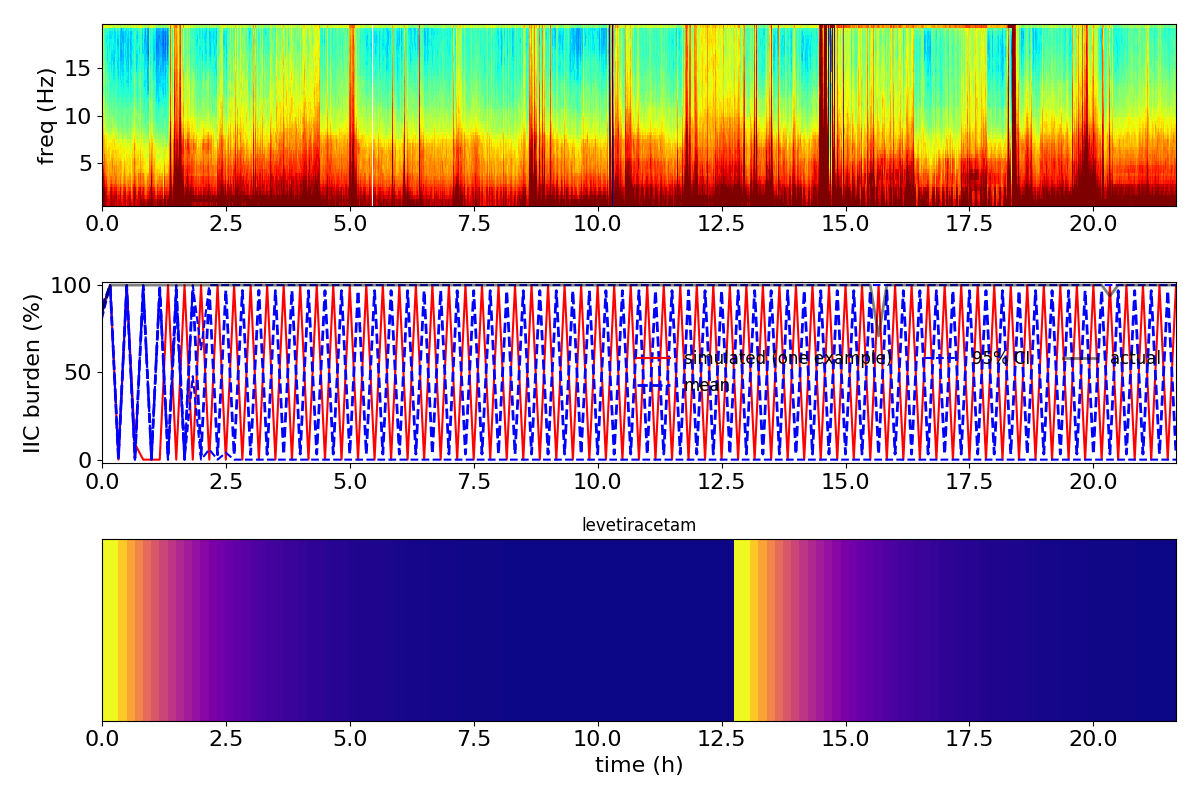 freq (Hz)
15
10
5
0.0 2.5 5.0 7.5 10.0 12.5 15.0 17.5 20.0
IIC burden (%)
100
50
0
simulated (one example) 95% CI actual
mean
0.0 2.5 5.0 7.5 10.0 12.5 15.0 17.5 20.0
levetiracetam
0.0 2.5 5.0 7.5 10.0 12.5 15.0 17.5 20.0
time (h)